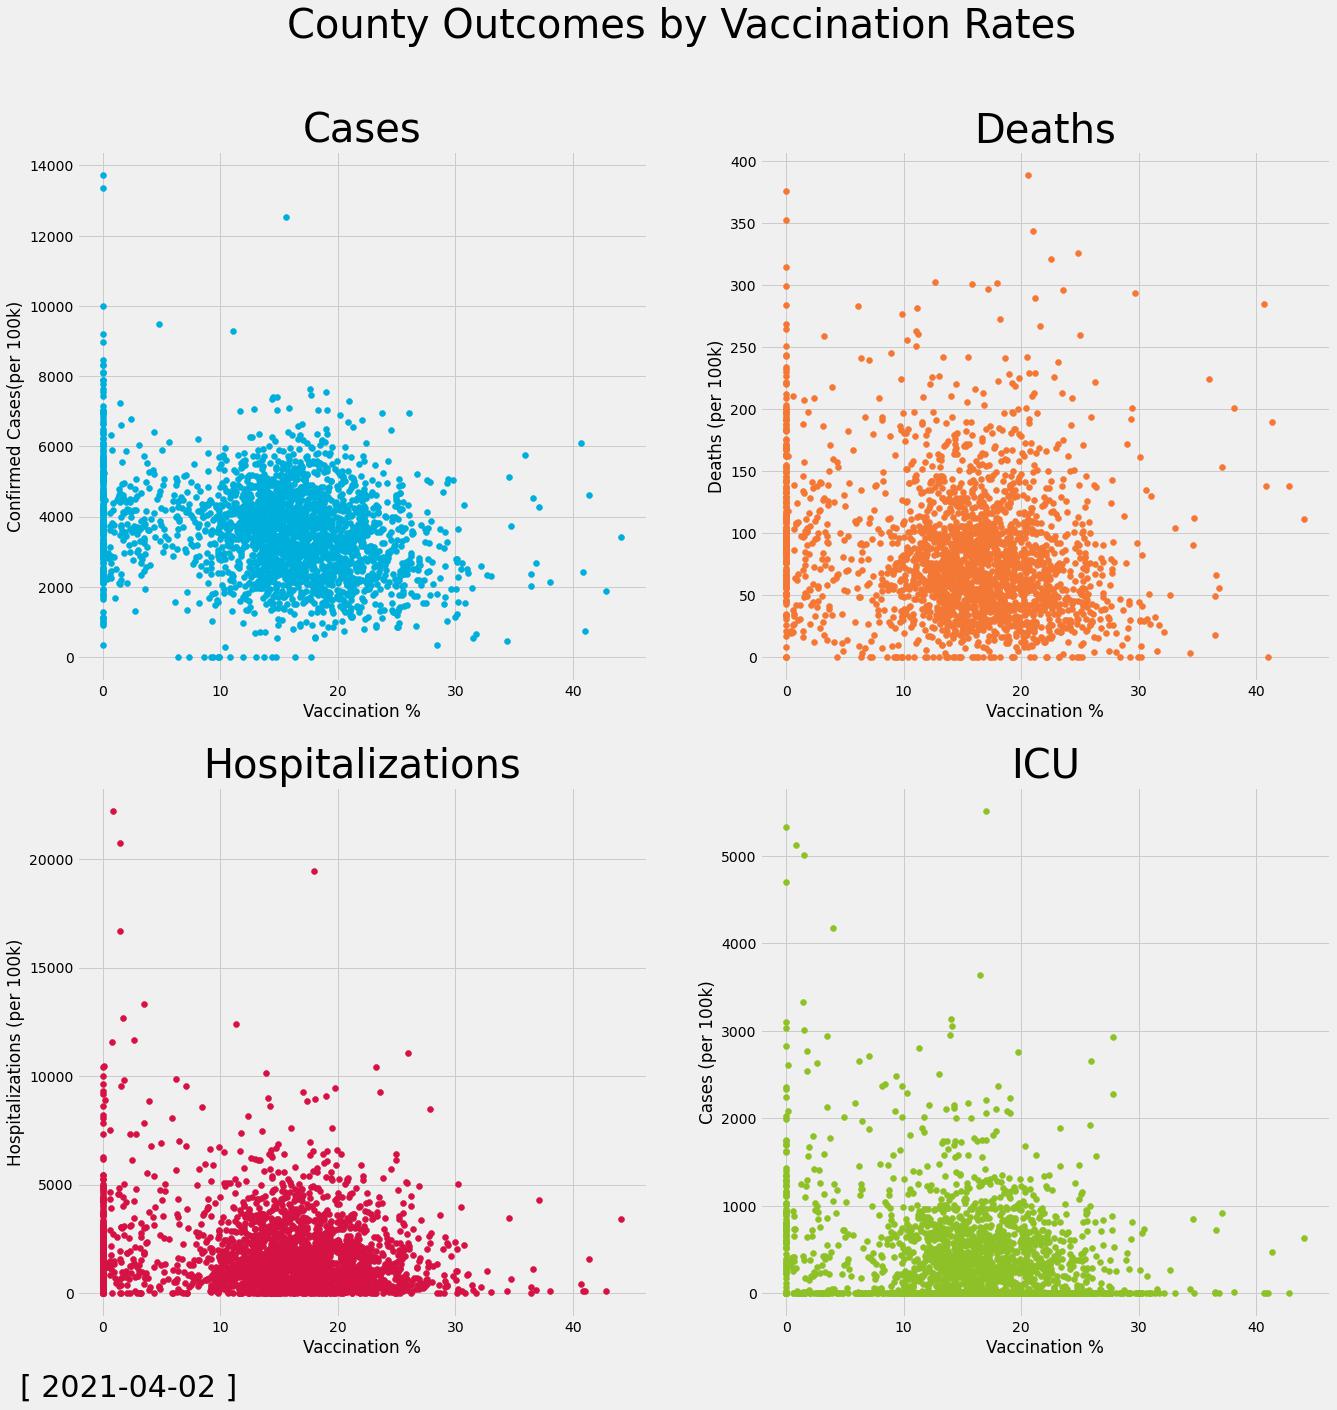 County Outcomes by Vaccination Rates
Cases
Deaths
14000
12000
10000
8000
6000
4000
2000
0
Confirmed Cases(per 100k)
0 10 20 30 40
Vaccination %
400
350
300
250
200
150
100
50
0
Deaths (per 100k)
0 10 20 30 40
Vaccination %
Hospitalizations
ICU
20000
15000
10000
5000
0
Hospitalizations (per 100k)
0 10 20 30 40
Vaccination %
5000
4000
3000
2000
1000
0
Cases (per 100k)
0 10 20 30 40
Vaccination %
[ 2021-04-02 ]